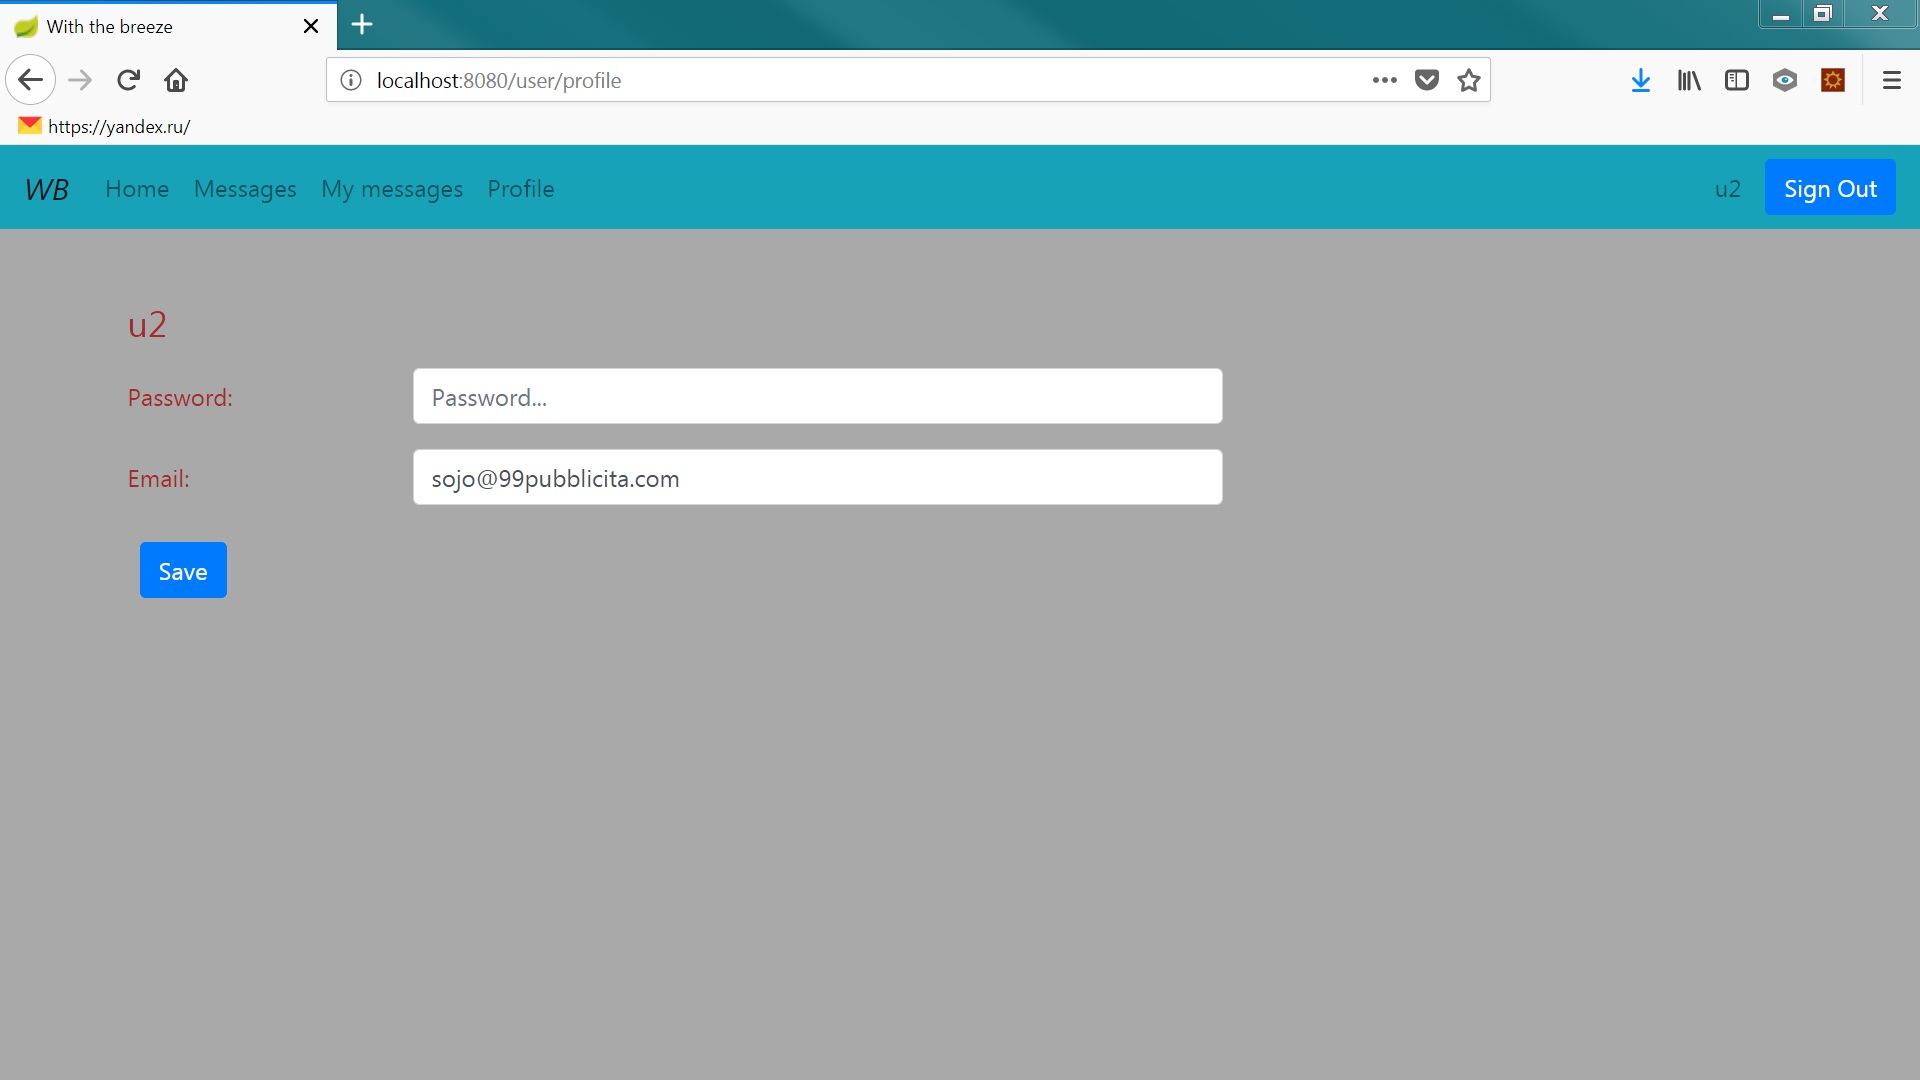 With the breeze
localhost:8080/user/profile
https://yandex.ru/
WB Home Messages My messages Profile u2 Sign Out
u2
Password: Password...
Email: sojo@99pubblicita.com
Save